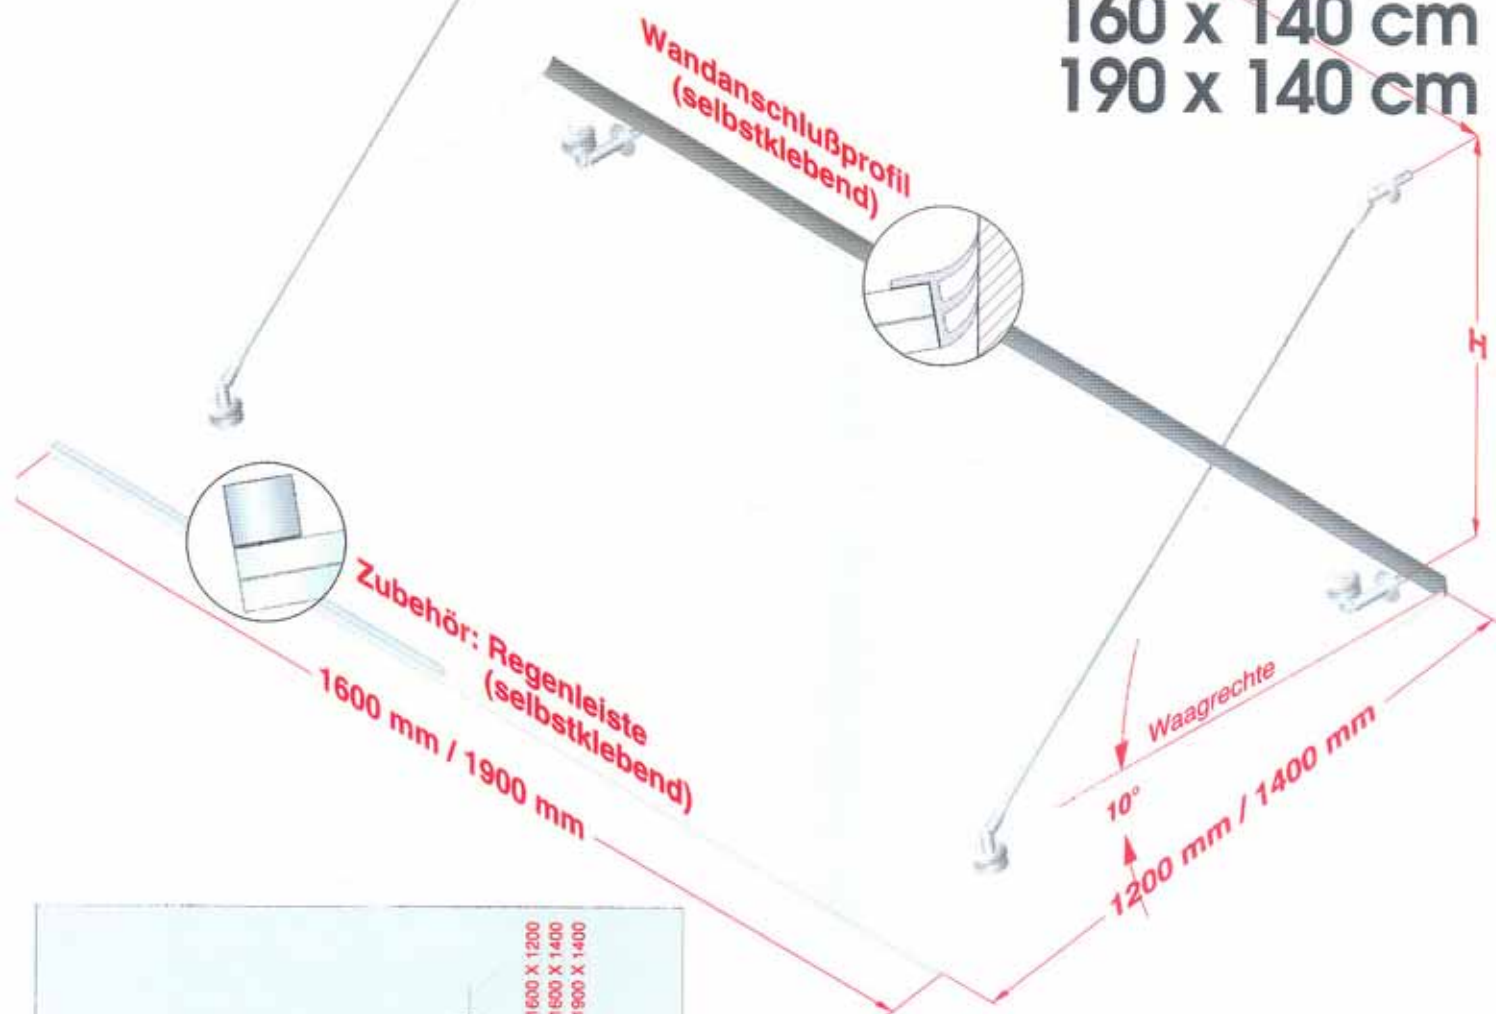 160 x 140 cm
190 x 140 cm
Wandanschlußprofil
(selbstklebend)
H
Zubehör: Regenleiste
(selbstklebend)
1600 mm / 1900 mm
Waagrechte
10°
1200 mm / 1400 mm
1600 X 1200
1600 X 1400
1900 X 1400